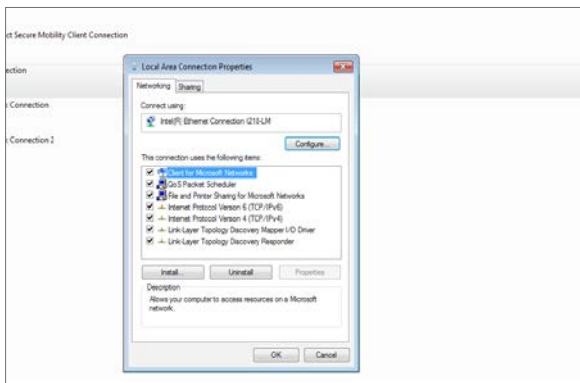 ct Secure Mobility Client Connection
ection
Connection
Connection 2
Local Area Connection Properties
Networking
Sharing
Connect using:
Intel(R) Ethernet Connection I218-LM
Configure...
This connection uses the following items:
Client for Microsoft Networks
QoS Packet Scheduler
File and Printer Sharing for Microsoft Networks
Internet Protocol Version 6 (TCP/IPv6)
Internet Protocol Version 4 (TCP/IPv4)
Link-Layer Topology Discovery Mapper I/O Driver
Link-Layer Topology Discovery Responder
Install...
Uninstall
Properties
Description
Allows your computer to access resources on a Microsoft
network.
OK
Cancel